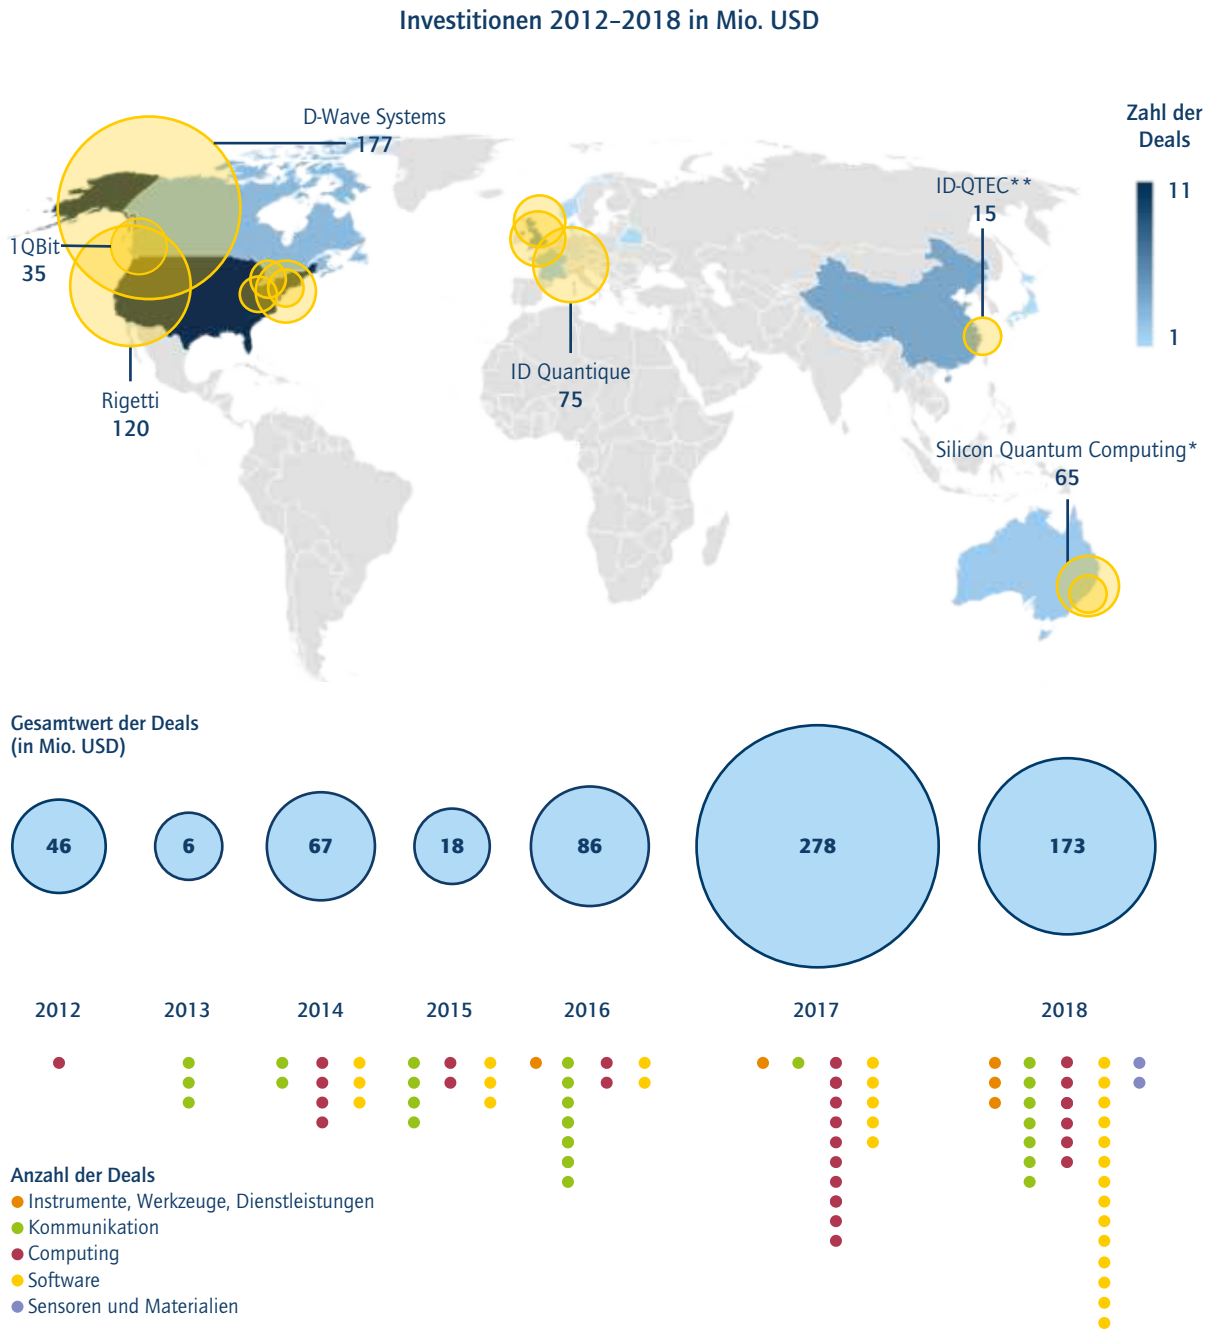 Investitionen 2012–2018 in Mio. USD
D-Wave Systems
177
Zahl der
Deals
11
1
ID-QTEC**
15
1QBit
35
Rigetti
120
ID Quantique
75
Silicon Quantum Computing*
65
Gesamtwert der Deals
(in Mio. USD)
46
6
67
18
86
278
173
2012
2013
2014
2015
2016
2017
2018
Anzahl der Deals
Instrumente, Werkzeuge, Dienstleistungen
Kommunikation
Computing
Software
Sensoren und Materialien